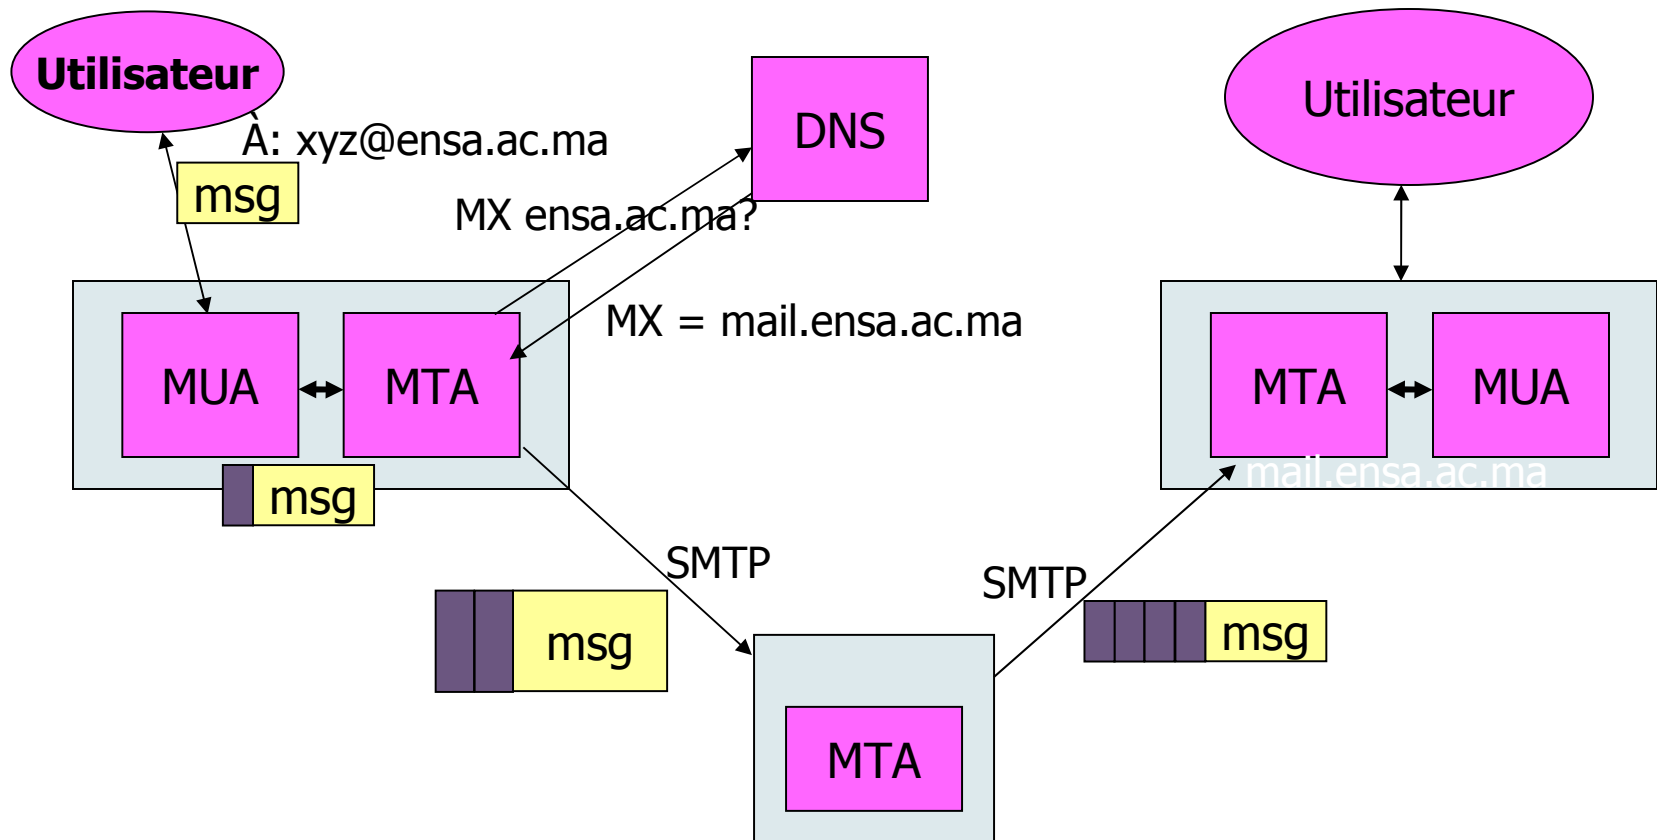 Utilisateur
À: xyz@ensa.ac.ma
msg
DNS
Utilisateur
MX ensa.ac.ma?
MX = mail.ensa.ac.ma
MUA
MTA
MTA
MUA
mail.ensa.ac.ma
msg
SMTP
SMTP
msg
msg
MTA